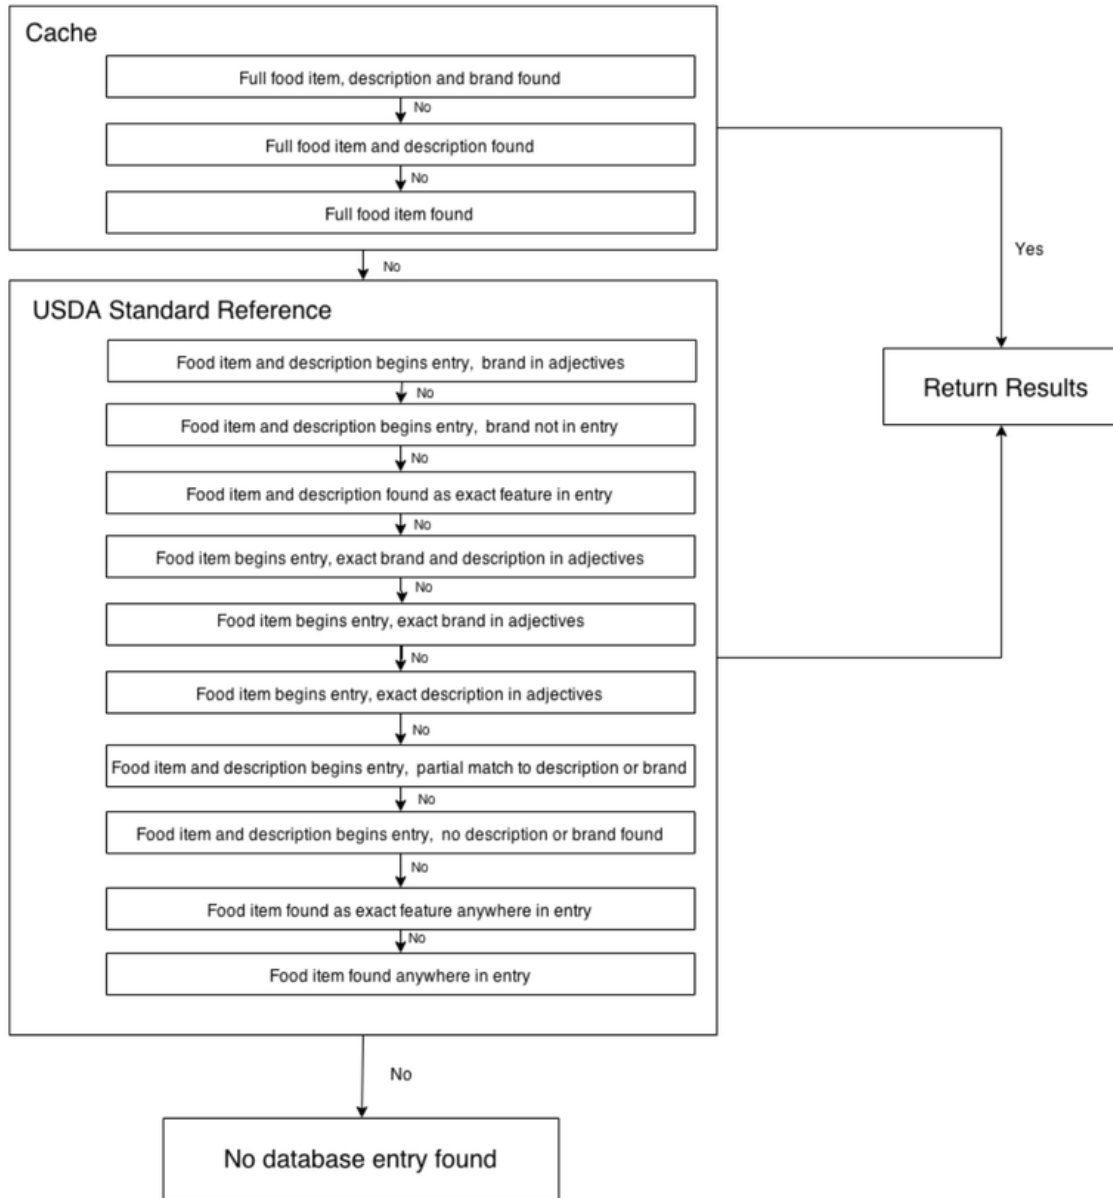 Cache
Full food item, description and brand found
No
Full food item and description found
No
Full food item found
Yes
No
USDA Standard Reference
Food item and description begins entry, brand in adjectives
No
Return Results
Food item and description begins entry, brand not in entry
No
Food item and description found as exact feature in entry
No
Food item begins entry, exact brand and description in adjectives
No
Food item begins entry, exact brand in adjectives
No
Food item begins entry, exact description in adjectives
No
Food item and description begins entry, partial match to description or brand
No
Food item and description begins entry, no description or brand found
No
Food item found as exact feature anywhere in entry
No
Food item found anywhere in entry
No
No database entry found